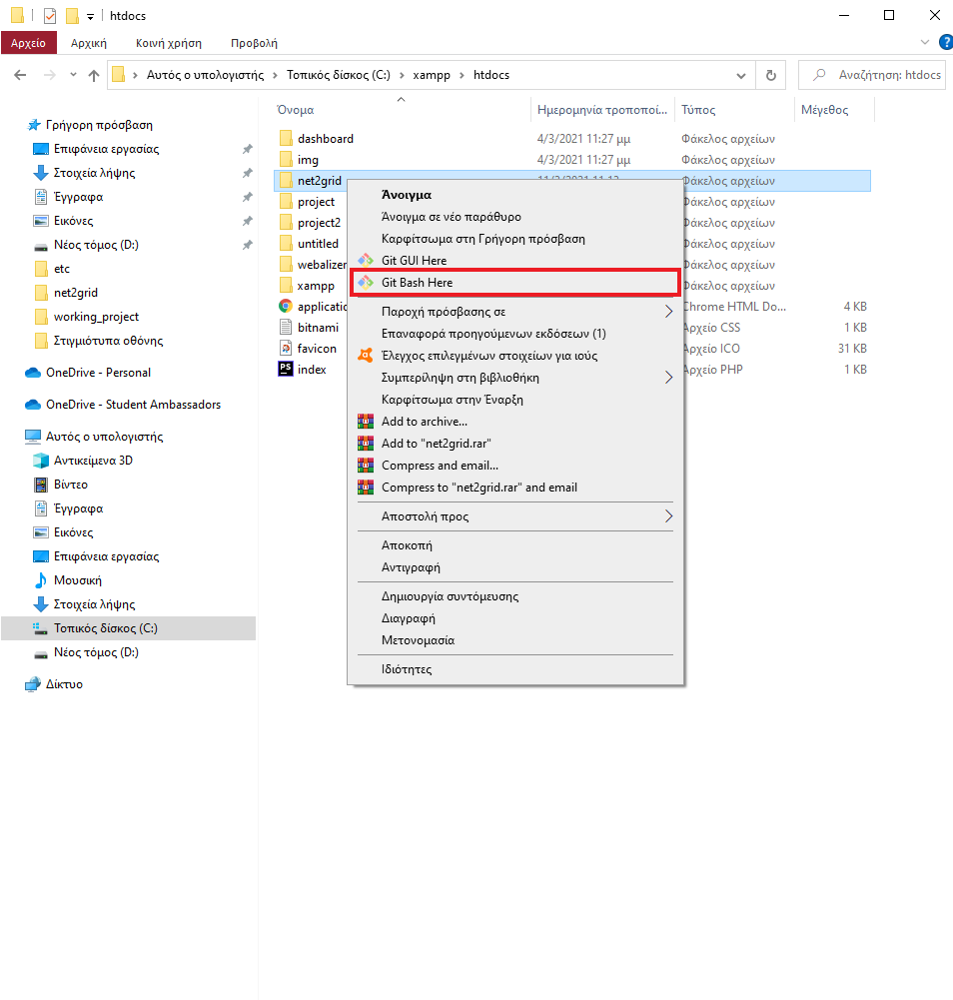 htdocs
Αρχείο Αρχική Κοινή χρήση Προβολή
Αυτός ο υπολογιστής Τοπικός δίσκος (C:) xampp htdocs Αναζήτηση: htdocs
Όνομα Ημερομηνία τροποποί... Τύπος Μέγεθος
Γρήγορη πρόσβαση
Επιφάνεια εργασίας
Στοιχεία λήψης
Έγγραφα
Εικόνες
Νέος τόμος (D:)
etc
net2grid
working_project
Στιγμιότυπα οθόνης
OneDrive - Personal
OneDrive - Student Ambassadors
Αυτός ο υπολογιστής
Αντικείμενα 3D
Βίντεο
Έγγραφα
Εικόνες
Επιφάνεια εργασίας
Μουσική
Στοιχεία λήψης
Τοπικός δίσκος (C:)
Νέος τόμος (D:)
Δίκτυο
dashboard 4/3/2021 11:27 μμ Φάκελος αρχείων
img 4/3/2021 11:27 μμ Φάκελος αρχείων
net2grid Φάκελος αρχείων
project Φάκελος αρχείων
project2 Φάκελος αρχείων
untitled Φάκελος αρχείων
webalizer Φάκελος αρχείων
xampp Φάκελος αρχείων
applicatio Chrome HTML Do... 4 KB
bitnami Αρχείο CSS 1 KB
favicon Αρχείο ICO 31 KB
index Αρχείο PHP 1 KB
Άνοιγμα
Άνοιγμα σε νέο παράθυρο
Καρφίτσωμα στη Γρήγορη πρόσβαση
Git GUI Here
Git Bash Here
Παροχή πρόσβασης σε
Επαναφορά προηγούμενων εκδόσεων (1)
Έλεγχος επιλεγμένων στοιχείων για ιούς
Συμπερίληψη στη βιβλιοθήκη
Καρφίτσωμα στην Έναρξη
Add to archive...
Add to "net2grid.rar"
Compress and email...
Compress to "net2grid.rar" and email
Αποστολή προς
Αποκοπή
Αντιγραφή
Δημιουργία συντόμευσης
Διαγραφή
Μετονομασία
Ιδιότητες